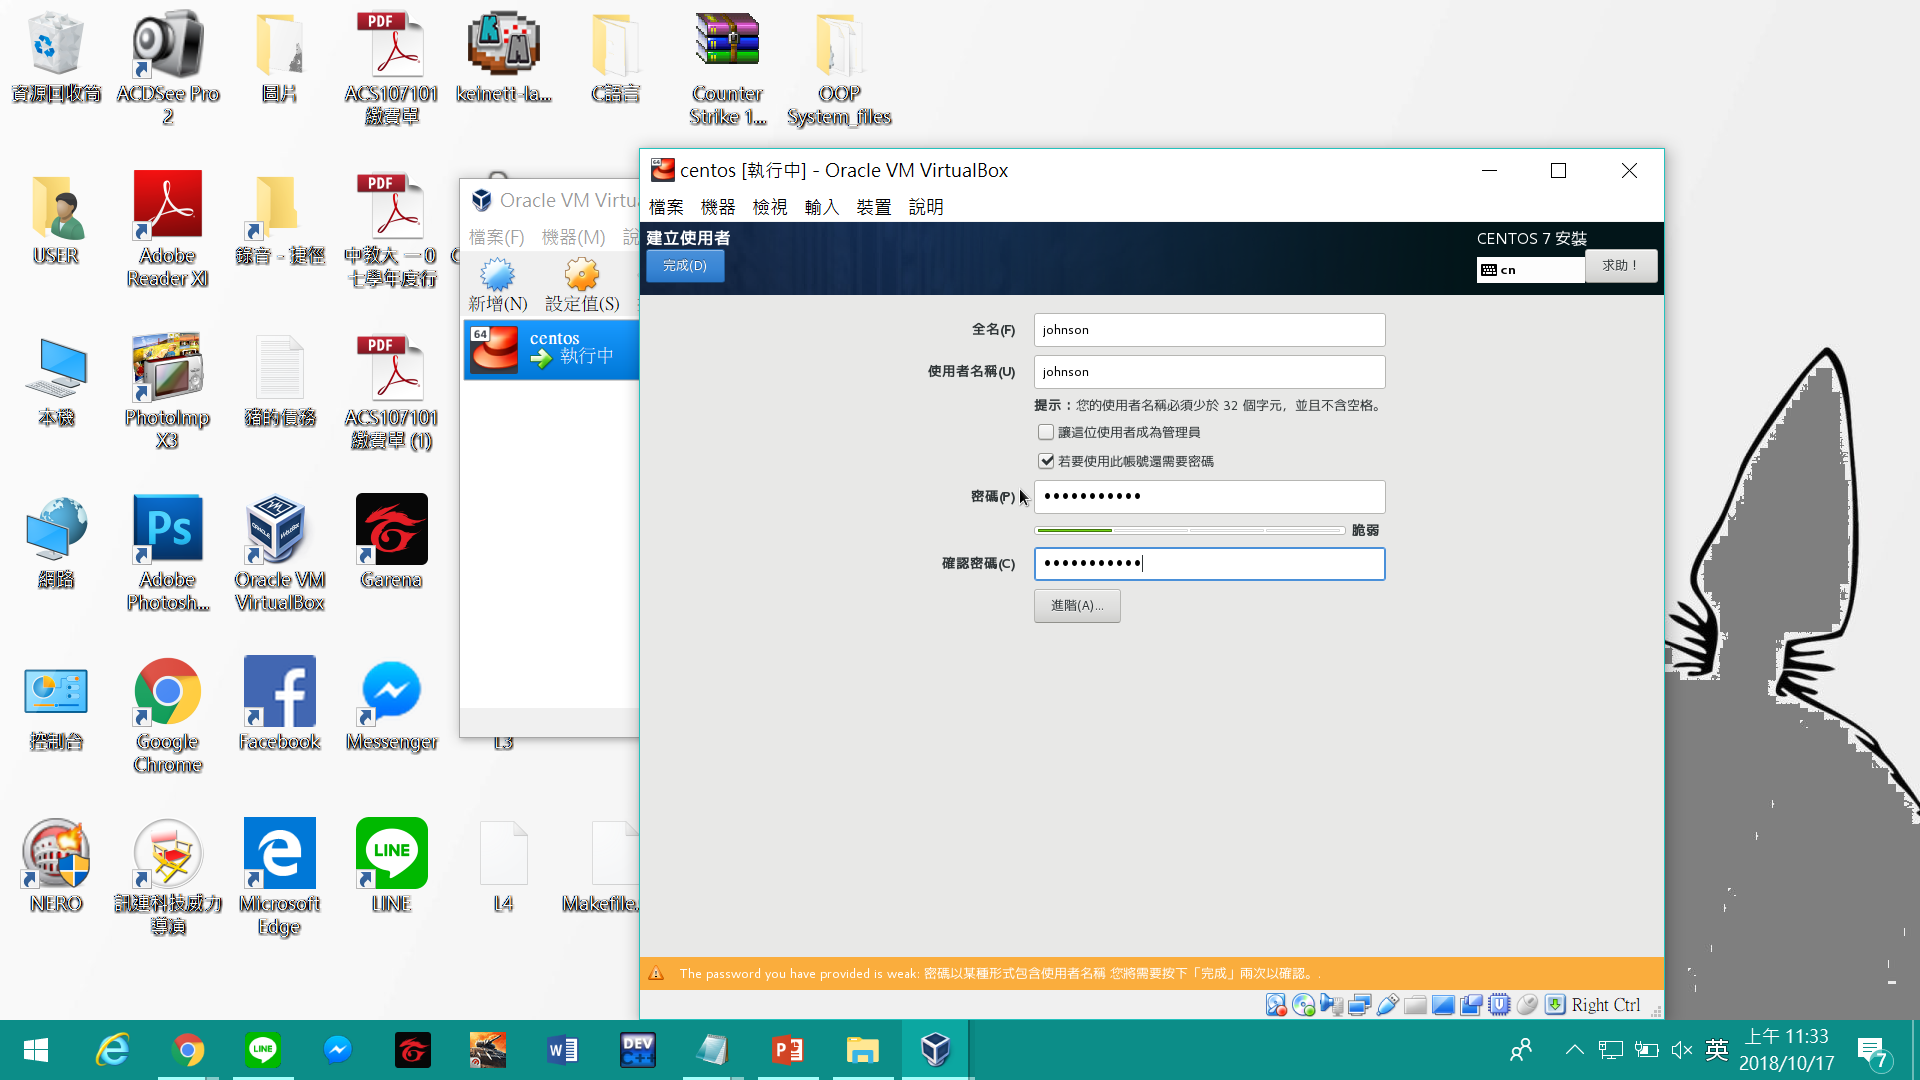 資源回收筒
ACDSee Pro
2
圖片
PDF
ACS107101
繳費單
keinett-la...
C語言
Counter
Strike 1...
OOP
System_files
USER
Adobe
Reader XI
錄音 - 捷徑
PDF
中教大 一 0
七學年度行
本機
PhotoImp
X3
豬的債務
PDF
ACS107101
繳費單 (1)
網路
Ps
Adobe
Photosh...
Oracle VM
VirtualBox
Garena
控制台
Google
Chrome
Facebook
Messenger
L3
NERO
訊連科技威力
導演
Microsoft
Edge
LINE
LINE
L4
Makefile.
Oracle VM Virtu
檔案(F) 機器(M) 說
新增(N) 設定值(S)
64
centos
執行中
64
centos [執行中] - Oracle VM VirtualBox
檔案 機器 檢視 輸入 裝置 說明
建立使用者
完成(D)
CENTOS 7 安裝
cn
求助！
全名(F)
johnson
使用者名稱(U)
johnson
提示：您的使用者名稱必須少於 32 個字元，並且不含空格。
讓這位使用者成為管理員
若要使用此帳號還需要密碼
密碼(P)
•••••••••••
脆弱
確認密碼(C)
•••••••••••
進階(A)...
The password you have provided is weak: 密碼以某種形式包含使用者名稱 您將需要按下「完成」兩次以確認。.
Right Ctrl
LINE
DEV
C++
英
上午 11:33
2018/10/17
7